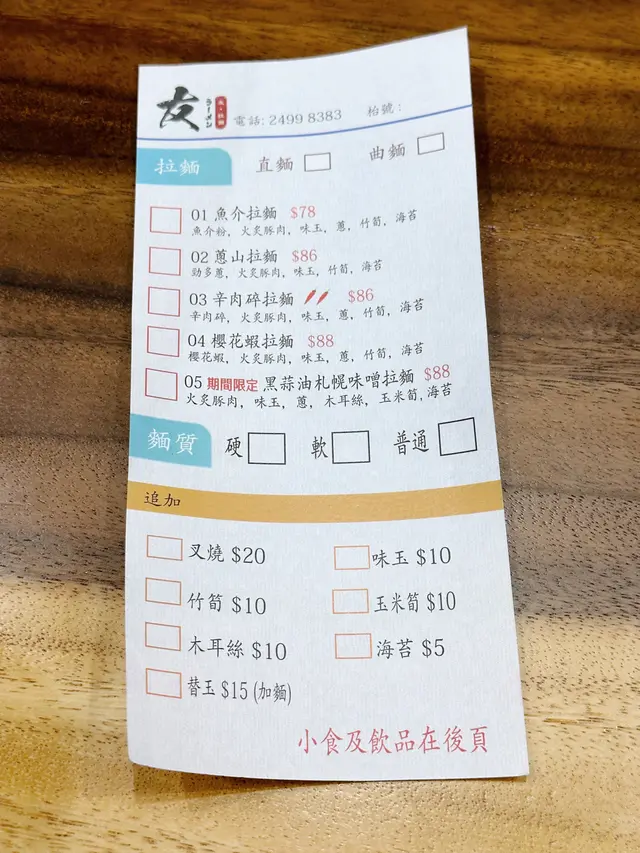 友 ラーメン 友・拉麵 電話: 2499 8383 枱號:
拉麵 直麵 曲麵
01 魚介拉麵 $78
魚介粉, 火炙豚肉, 味玉, 蔥, 竹筍, 海苔
02 蔥山拉麵 $86
勁多蔥, 火炙豚肉, 味玉, 竹筍, 海苔
03 辛肉碎拉麵 $86
辛肉碎, 火炙豚肉, 味玉, 蔥, 竹筍, 海苔
04 櫻花蝦拉麵 $88
櫻花蝦, 火炙豚肉, 味玉, 蔥, 竹筍, 海苔
05 期間限定 黑蒜油札幌味噌拉麵 $88
火炙豚肉, 味玉, 蔥, 木耳絲, 玉米筍, 海苔
麵質 硬 軟 普通
追加
叉燒 $20 味玉 $10
竹筍 $10 玉米筍 $10
木耳絲 $10 海苔 $5
替玉 $15 (加麵)
小食及飲品在後頁